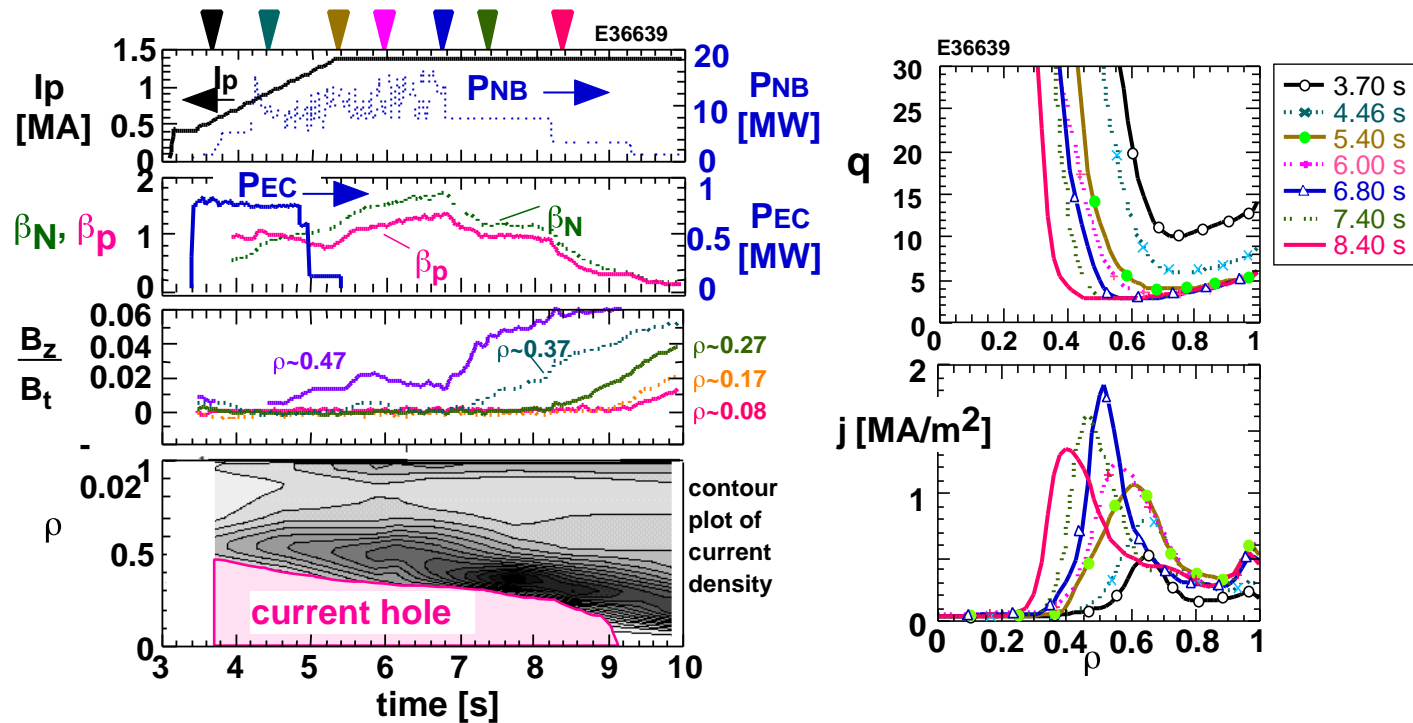 E36639
1.5
1
0.5
0
Ip
[MA]
Ip
PNB
20
10
0
PNB
[MW]
2
1
0
βN, βp
PEC
βN
βp
1
0.5
0
PEC
[MW]
0.06
0.04
0.02
0
-
0.02
Bz
Bt
ρ~0.47
ρ~0.37
ρ~0.27
ρ~0.17
ρ~0.08
1
0.5
0
ρ
current hole
contour
plot of
current
density
3 4 5 6 7 8 9 10
time [s]
E36639
30
25
20
15
10
5
0
q
0 0.2 0.4 0.6 0.8 1
3.70 s
4.46 s
5.40 s
6.00 s
6.80 s
7.40 s
8.40 s
2
1
0
j [MA/m²]
0 0.2 0.4 0.6 0.8 1
ρ